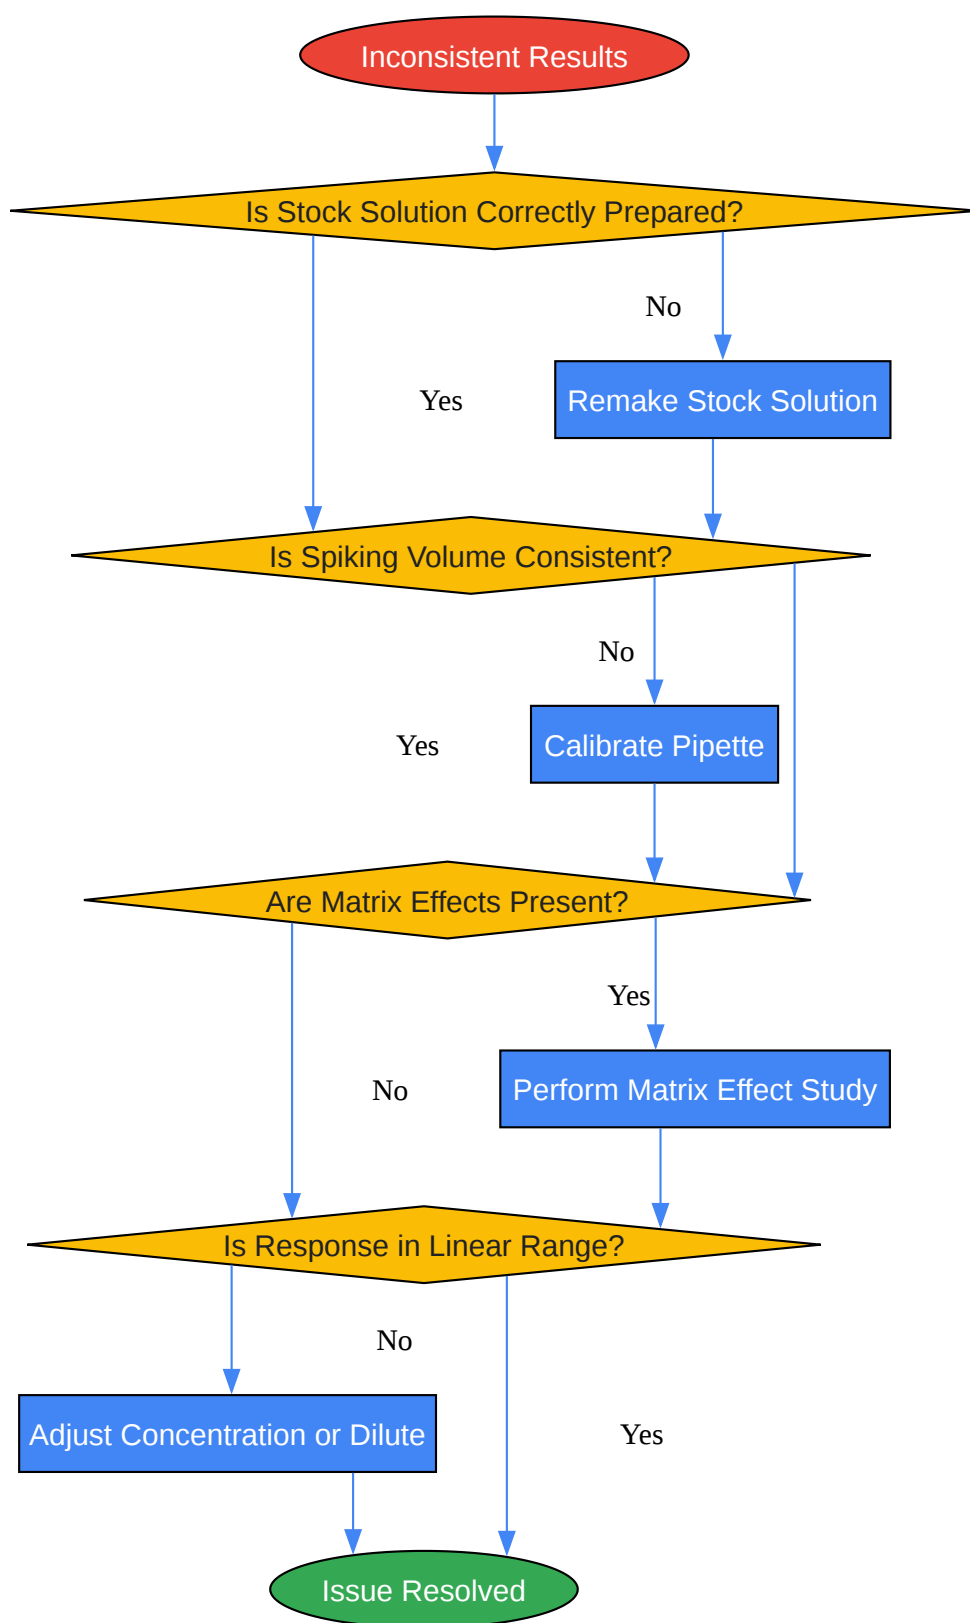 Inconsistent Results
Is Stock Solution Correctly Prepared?
No
Yes
Remake Stock Solution
Is Spiking Volume Consistent?
No
Yes
Calibrate Pipette
Are Matrix Effects Present?
Yes
No
Perform Matrix Effect Study
Is Response in Linear Range?
No
Adjust Concentration or Dilute
Yes
Issue Resolved